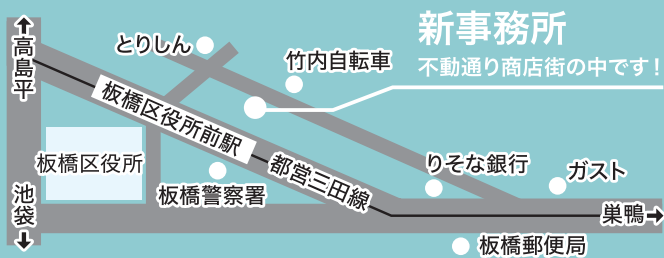 新事務所
不動通り商店街の中です!
高島平
とりしん
竹内自転車
板橋区役所前駅
板橋区役所
都営三田線
りそな銀行
ガスト
池袋
板橋警察署
巣鴨
板橋郵便局